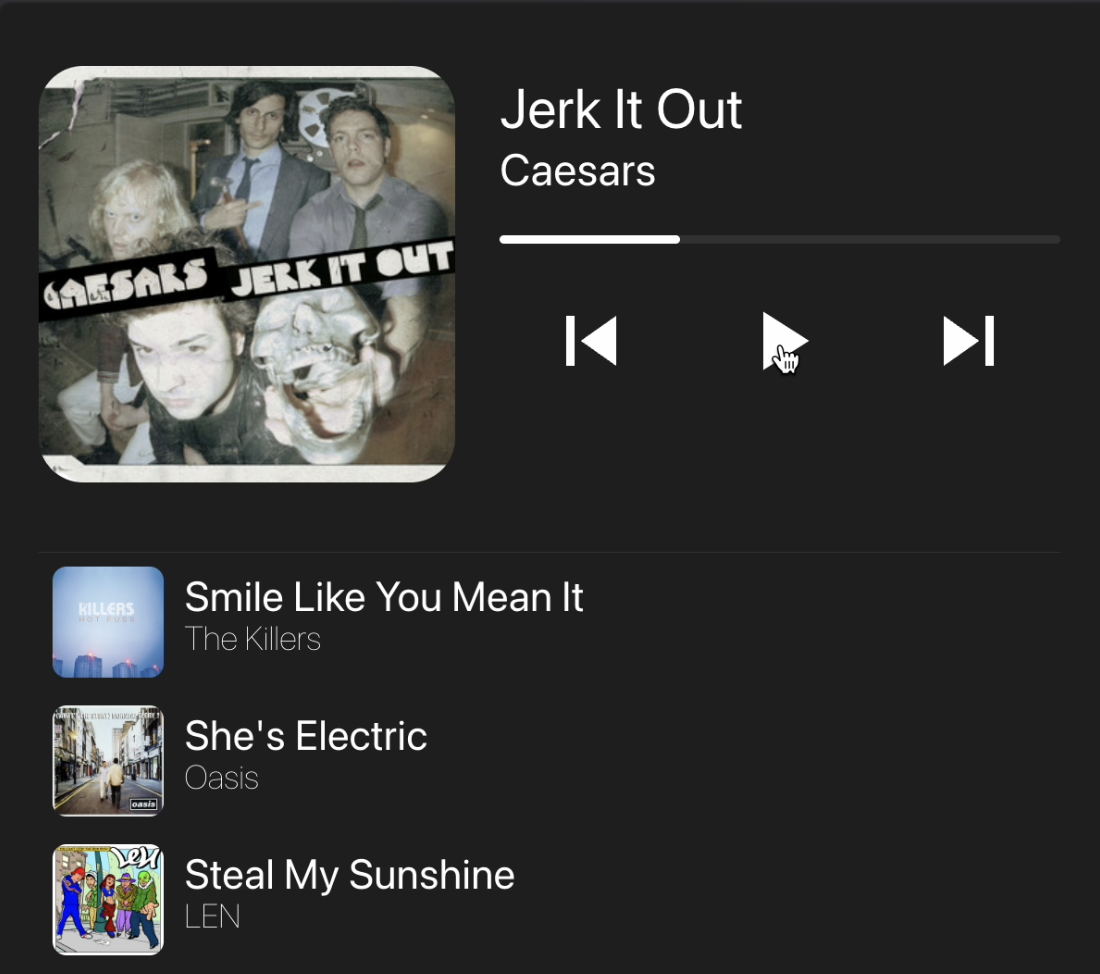 CAESARS JERK IT OUT
Jerk It Out
Caesars
KILLERS
HOT FUSS
Smile Like You Mean It
The Killers
oasis
She's Electric
Oasis
LEN
Steal My Sunshine
LEN